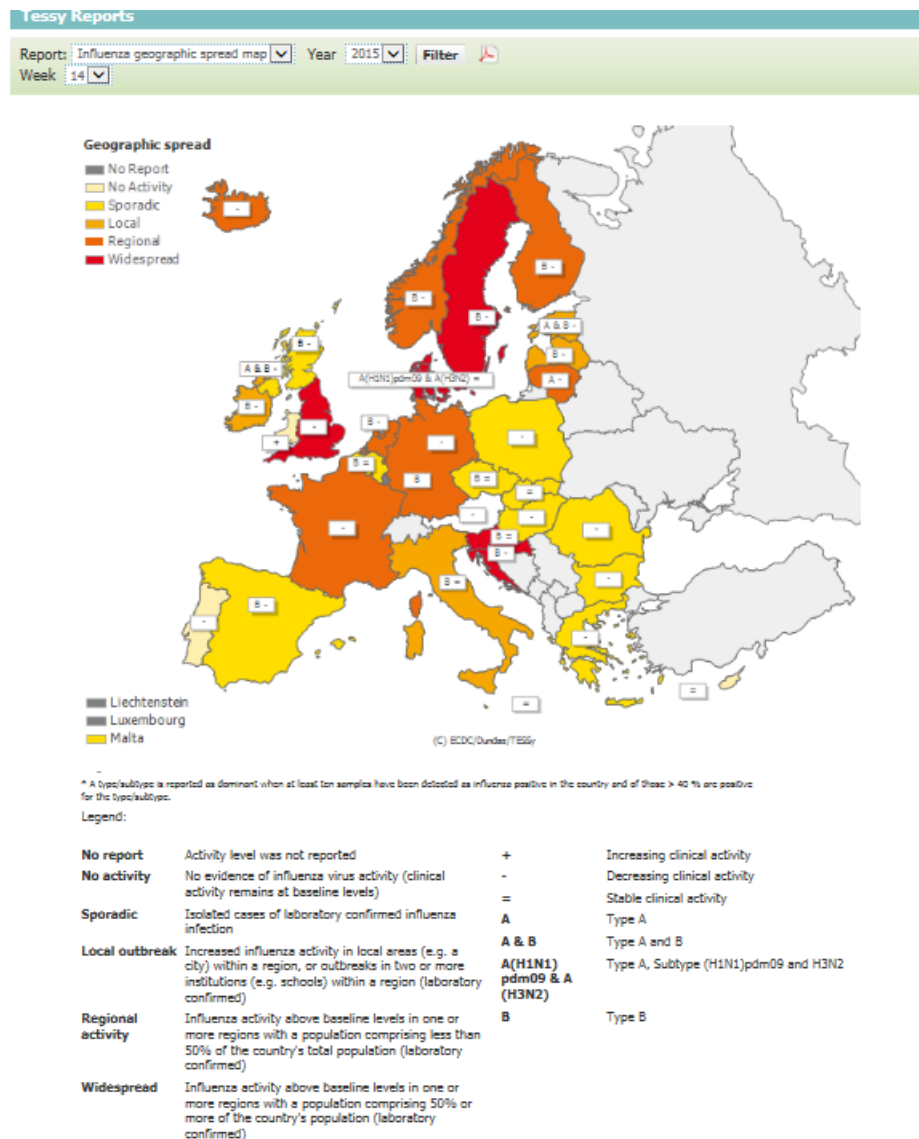 Tessy Reports
Report: Influenza geographic spread map Year 2015 Filter
Week 14
Geographic spread
No Report
No Activity
Sporadic
Local
Regional
Widespread
-
B -
B -
B -
B -
A & B -
A & B -
B -
B -
A(H1N1)pdm09 & A(H3N2) =
A -
-
+
B -
-
-
B =
B
B =
=
-
-
-
B =
B -
-
-
B =
B -
-
-
=
=
Liechtenstein
Luxembourg
Malta
(C) ECDC/Dundas/TESSy
* A type/subtype is reported as dominant when at least ten samples have been detected as influenza positive in the country and of those > 40 % are positive
for the type/subtype.
Legend:
No report Activity level was not reported + Increasing clinical activity
No activity No evidence of influenza virus activity (clinical - Decreasing clinical activity
activity remains at baseline levels) = Stable clinical activity
Sporadic Isolated cases of laboratory confirmed influenza A Type A
infection
Local outbreak Increased influenza activity in local areas (e.g. a A & B Type A and B
city) within a region, or outbreaks in two or more A(H1N1) Type A, Subtype (H1N1)pdm09 and H3N2
institutions (e.g. schools) within a region (laboratory pdm09 & A
confirmed) (H3N2)
Regional Influenza activity above baseline levels in one or B Type B
activity more regions with a population comprising less than
50% of the country's total population (laboratory
confirmed)
Widespread Influenza activity above baseline levels in one or
more regions with a population comprising 50% or
more of the country's population (laboratory
confirmed)